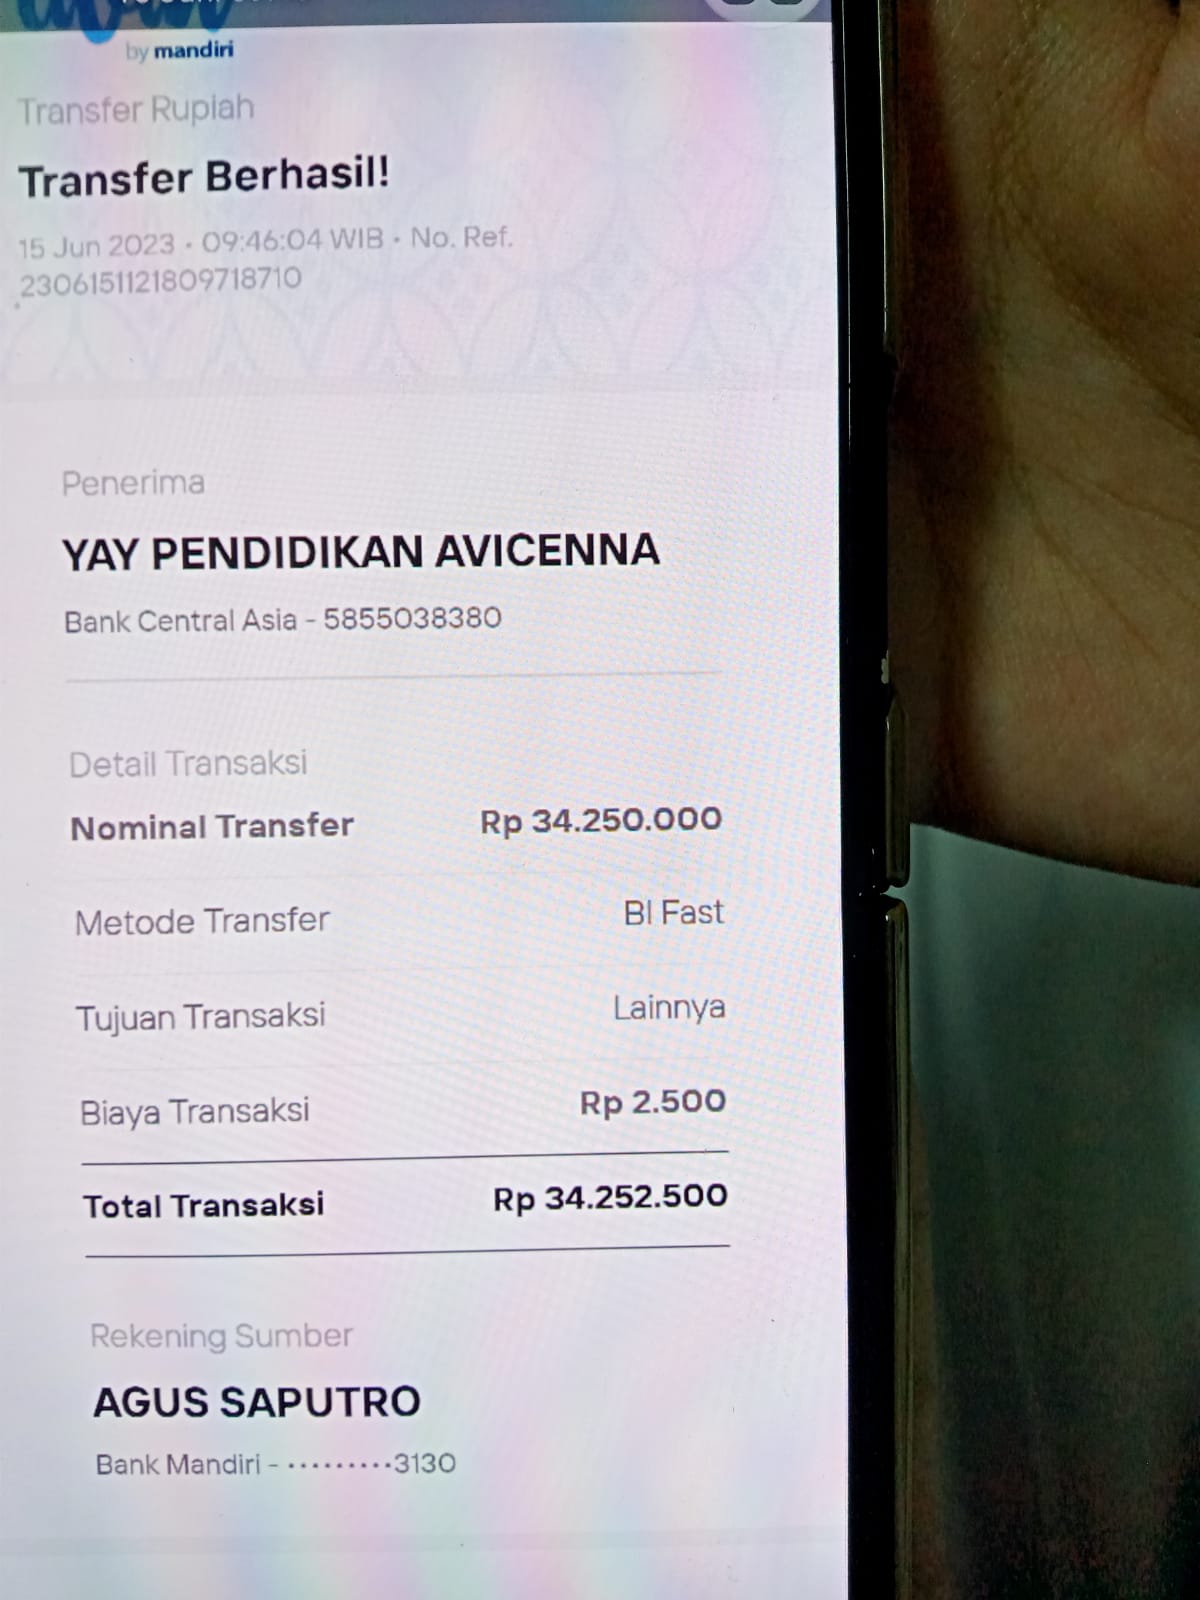 by mandiri
Transfer Rupiah
Transfer Berhasil!
15 Jun 2023 • 09:46:04 WIB • No. Ref.
2306151121809718710
Penerima
YAY PENDIDIKAN AVICENNA
Bank Central Asia - 5855038380
Detail Transaksi
Nominal Transfer Rp 34.250.000
Metode Transfer BI Fast
Tujuan Transaksi Lainnya
Biaya Transaksi Rp 2.500
Total Transaksi Rp 34.252.500
Rekening Sumber
AGUS SAPUTRO
Bank Mandiri - •••••••••3130